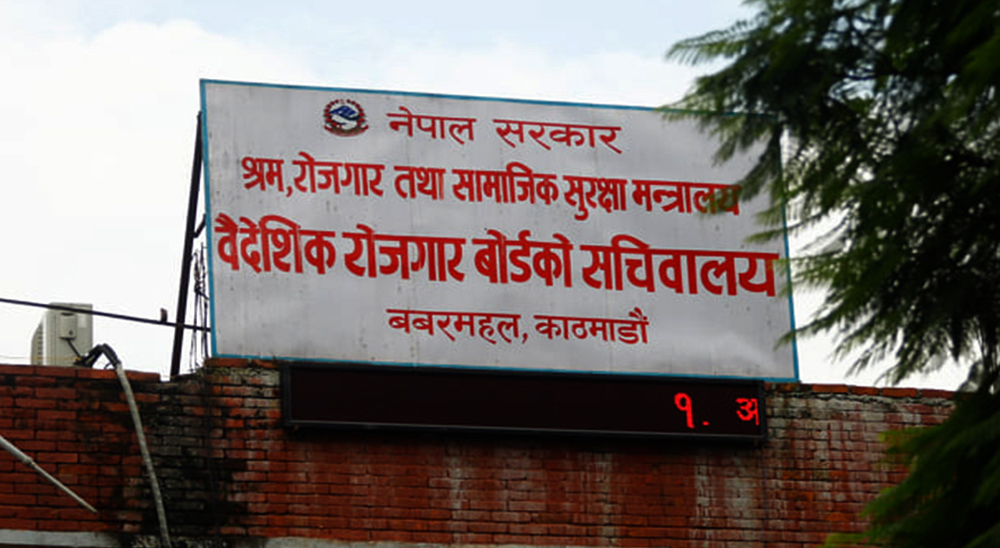 नेपाल सरकार
श्रम, रोजगार तथा सामाजिक सुरक्षा मन्त्रालय
वैदेशिक रोजगार बोर्डको सचिवालय
बबरमहल, काठमाडौं
१. अ